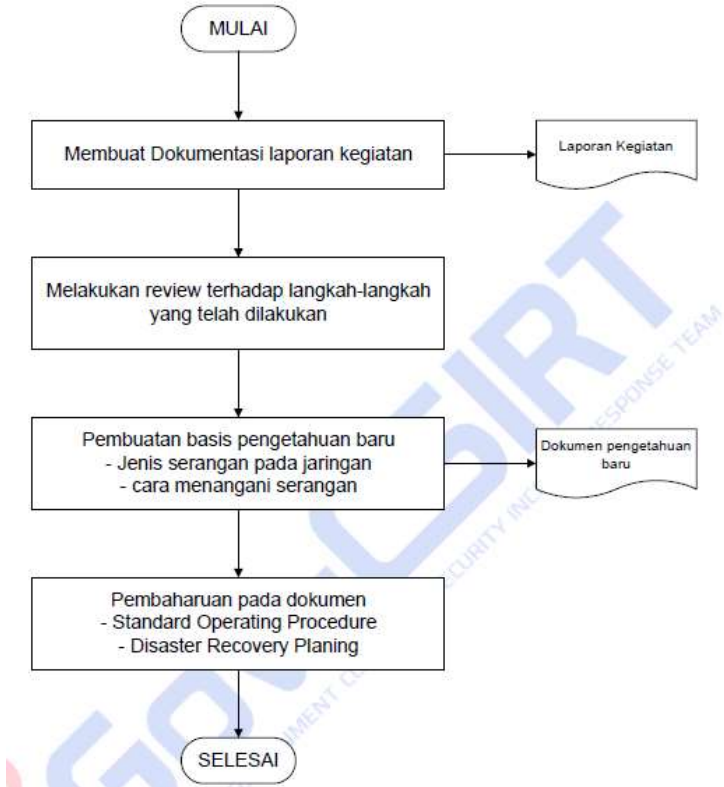 MULAI
Membuat Dokumentasi laporan kegiatan
Laporan Kegiatan
Melakukan review terhadap langkah-langkah
yang telah dilakukan
Pembuatan basis pengetahuan baru
- Jenis serangan pada jaringan
- cara menangani serangan
Dokumen pengetahuan
baru
Pembaharuan pada dokumen
- Standard Operating Procedure
- Disaster Recovery Planing
SELESAI